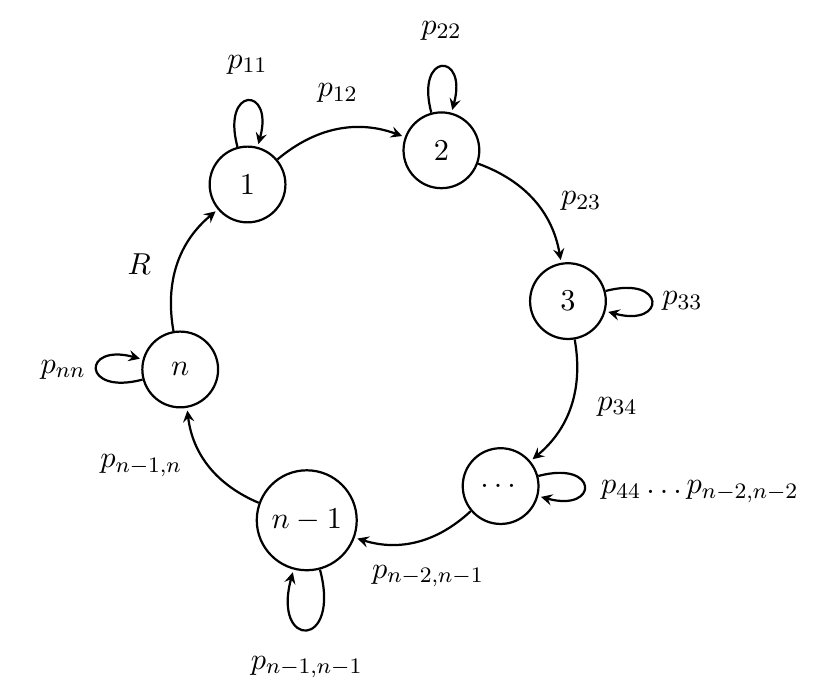 p22
p11
p12
2
1
p23
R
3
p33
n
pnn
p34
pn−1,n
⋯
p44 … pn−2,n−2
n − 1
pn−2,n−1
pn−1,n−1